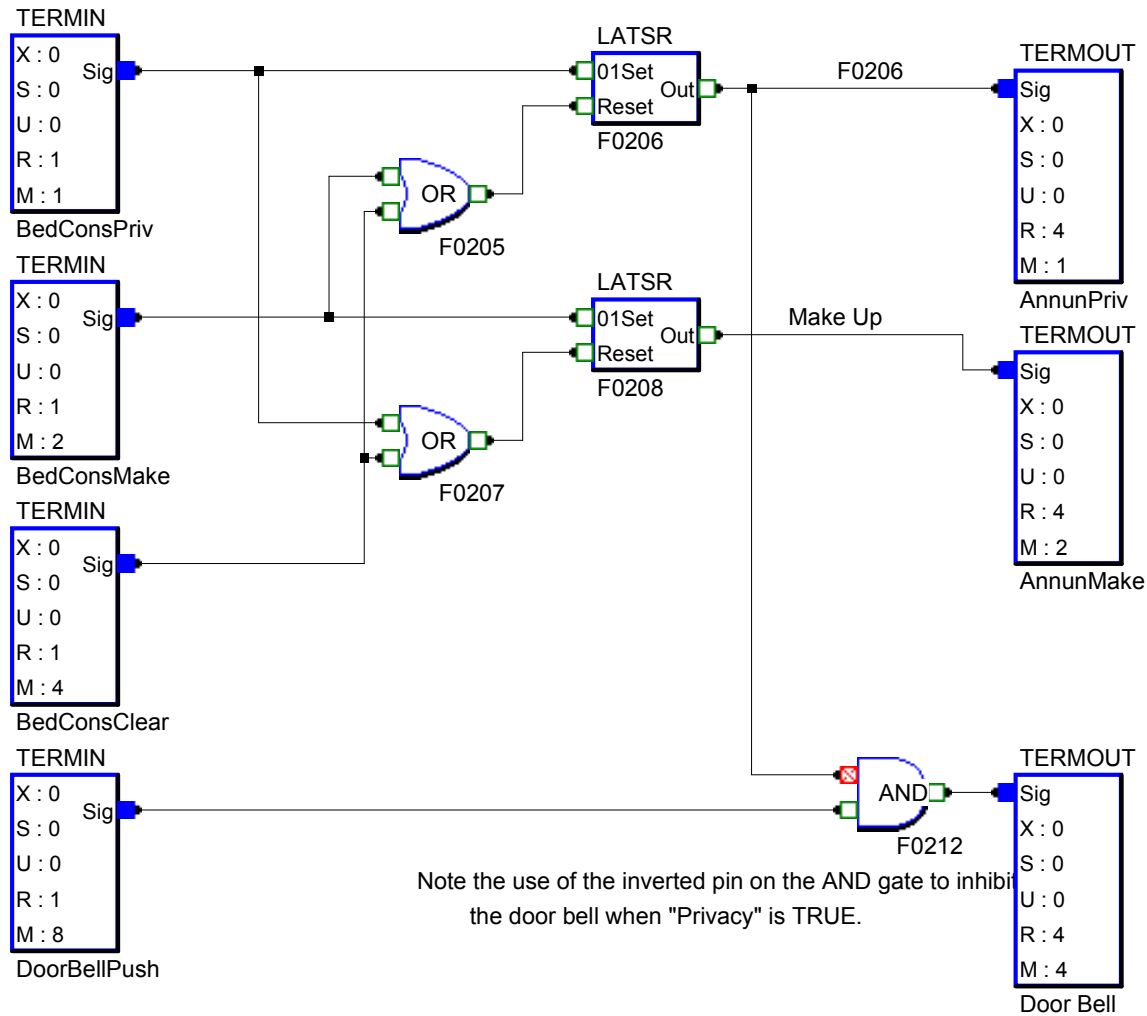 TERMIN
X : 0
Sig
S : 0
U : 0
R : 1
M : 1
BedConsPriv
TERMIN
X : 0
Sig
S : 0
U : 0
R : 1
M : 2
BedConsMake
TERMIN
X : 0
Sig
S : 0
U : 0
R : 1
M : 4
BedConsClear
TERMIN
X : 0
Sig
S : 0
U : 0
R : 1
M : 8
DoorBellPush
OR
F0205
OR
F0207
LATSR
01Set
Out
Reset
F0206
LATSR
01Set
Out
Reset
F0208
F0206
Make Up
AND
F0212
Note the use of the inverted pin on the AND gate to inhibit
the door bell when "Privacy" is TRUE.
TERMOUT
Sig
X : 0
S : 0
U : 0
R : 4
M : 1
AnnunPriv
TERMOUT
Sig
X : 0
S : 0
U : 0
R : 4
M : 2
AnnunMake
TERMOUT
Sig
X : 0
S : 0
U : 0
R : 4
M : 4
Door Bell